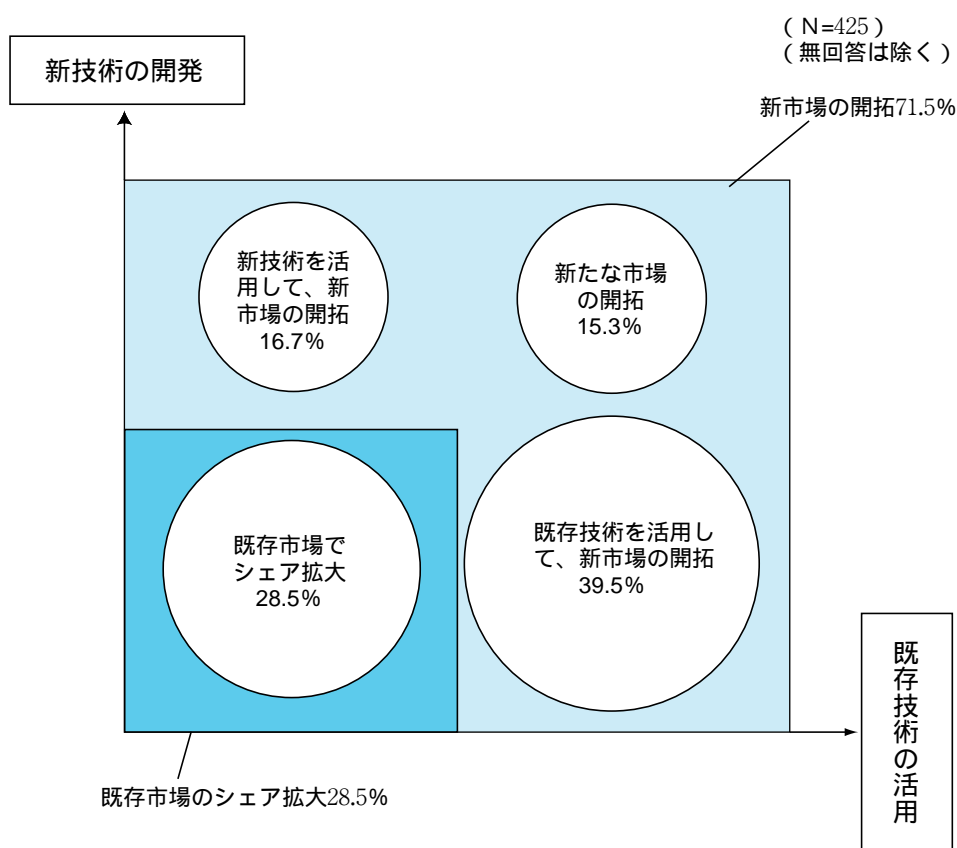 (N=425)
(無回答は除く)
新技術の開発
新市場の開拓71.5%
新技術を活
用して、新
市場の開拓
16.7%
新たな市場
の開拓
15.3%
既存市場で
シェア拡大
28.5%
既存技術を活用し
て、新市場の開拓
39.5%
既存技術の活用
既存市場のシェア拡大28.5%